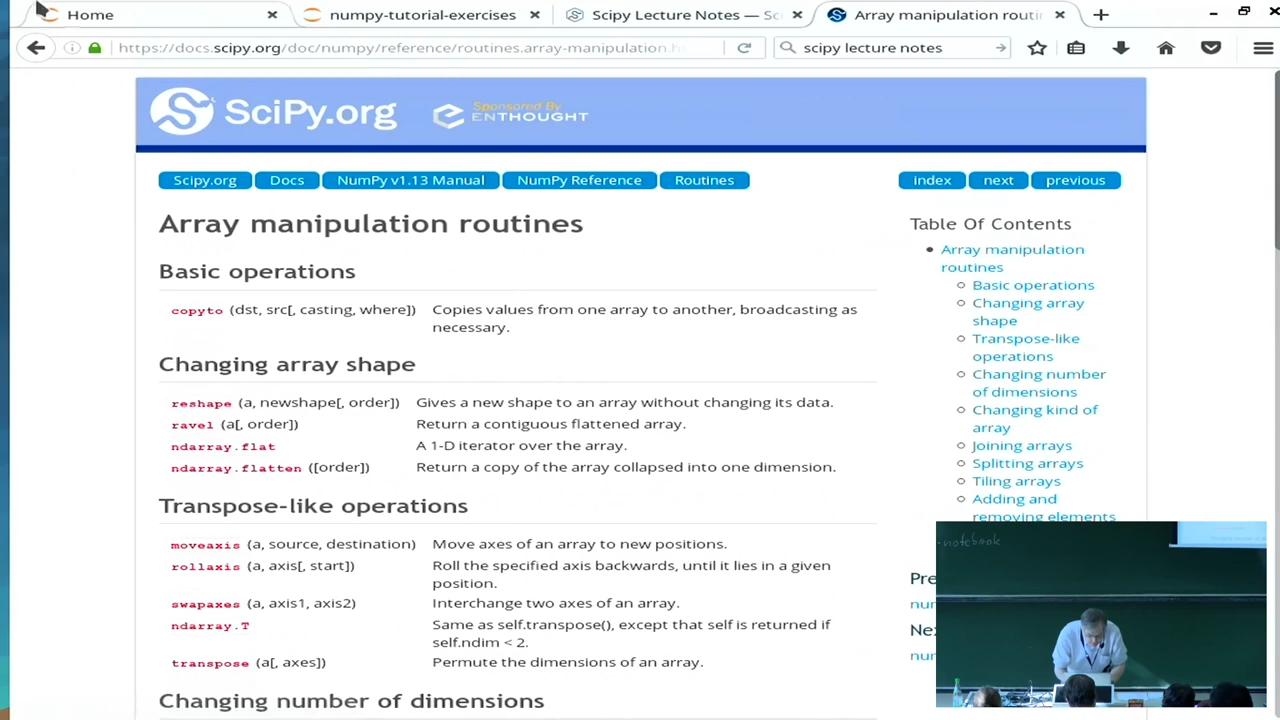 Home
numpy-tutorial-exercises
Scipy Lecture Notes — Sc
Array manipulation routi
https://docs.scipy.org/doc/numpy/reference/routines.array-manipulation.h
scipy lecture notes
SciPy.org
Sponsored By
ENTHOUGHT
Scipy.org
Docs
NumPy v1.13 Manual
NumPy Reference
Routines
index
next
previous
Array manipulation routines
Basic operations
copyto (dst, src[, casting, where]) Copies values from one array to another, broadcasting as
necessary.
Changing array shape
reshape (a, newshape[, order]) Gives a new shape to an array without changing its data.
ravel (a[, order]) Return a contiguous flattened array.
ndarray.flat A 1-D iterator over the array.
ndarray.flatten ([order]) Return a copy of the array collapsed into one dimension.
Transpose-like operations
moveaxis (a, source, destination) Move axes of an array to new positions.
rollaxis (a, axis[, start]) Roll the specified axis backwards, until it lies in a given
position.
swapaxes (a, axis1, axis2) Interchange two axes of an array.
ndarray.T Same as self.transpose(), except that self is returned if
self.ndim < 2.
transpose (a[, axes]) Permute the dimensions of an array.
Changing number of dimensions
Table Of Contents
Array manipulation
routines
Basic operations
Changing array
shape
Transpose-like
operations
Changing number
of dimensions
Changing kind of
array
Joining arrays
Splitting arrays
Tiling arrays
Adding and
removing elements
Pre
num
Nex
num
notebook